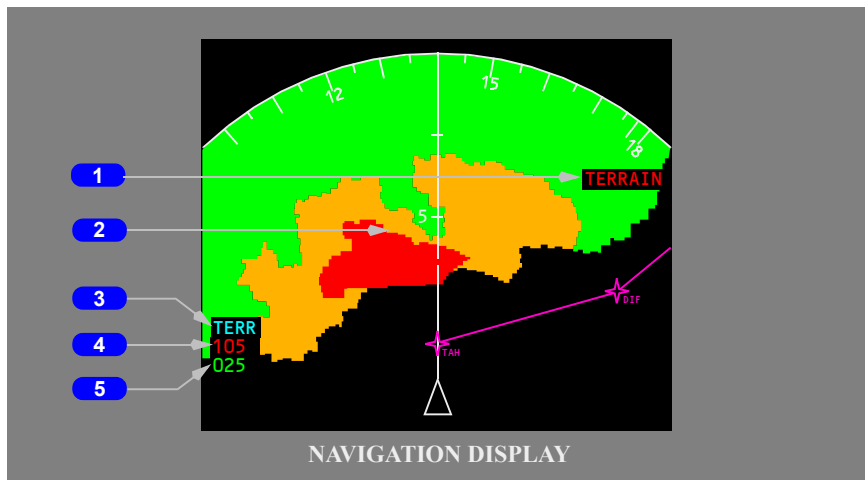 12
15
18
1
TERRAIN
5
2
3
TERR
DIF
4
105
TAH
5
025
NAVIGATION DISPLAY